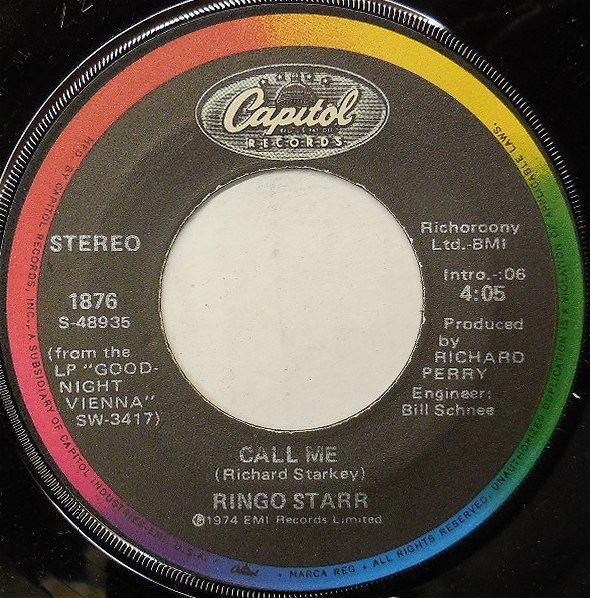 Capitol
RECORDS
STEREO
1876
S-48935
(from the
LP "GOOD-
NIGHT
VIENNA"
SW-3417)
Richoroony
Ltd.-BMI
Intro.-:06
4:05
Produced
by
RICHARD
PERRY
Engineer:
Bill Schnee
CALL ME
(Richard Starkey)
RINGO STARR
℗1974 EMI Records Limited
MFD. BY CAPITOL RECORDS, INC., A SUBSIDIARY OF CAPITOL INDUSTRIES-EMI, U.S.A.
Capitol • MARCA REG. • ALL RIGHTS RESERVED. UNAUTHORIZED DUPLICATION IS A VIOLATION OF APPLICABLE LAWS.